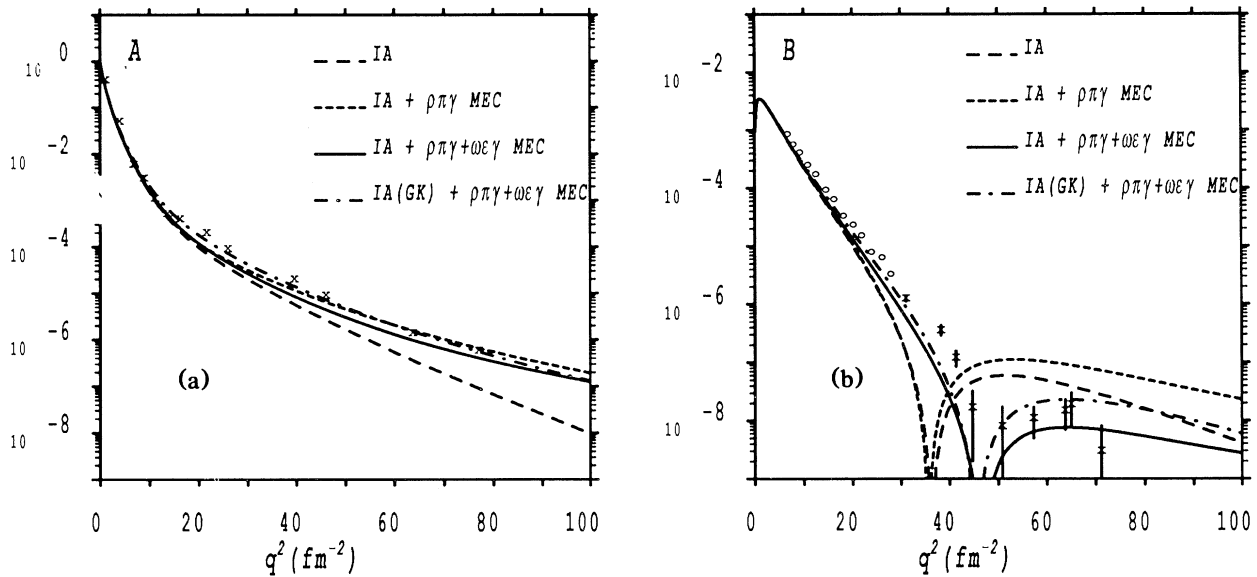 A
10 0
10 -2
10 -4
10 -6
10 -8
IA
IA + ρπγ MEC
IA + ρπγ+ωεγ MEC
IA(GK) + ρπγ+ωεγ MEC
(a)
0 20 40 60 80 100
q² (fm⁻²)
B
10 -2
10 -4
10 -6
10 -8
IA
IA + ρπγ MEC
IA + ρπγ+ωεγ MEC
IA(GK) + ρπγ+ωεγ MEC
(b)
0 20 40 60 80 100
q² (fm⁻²)